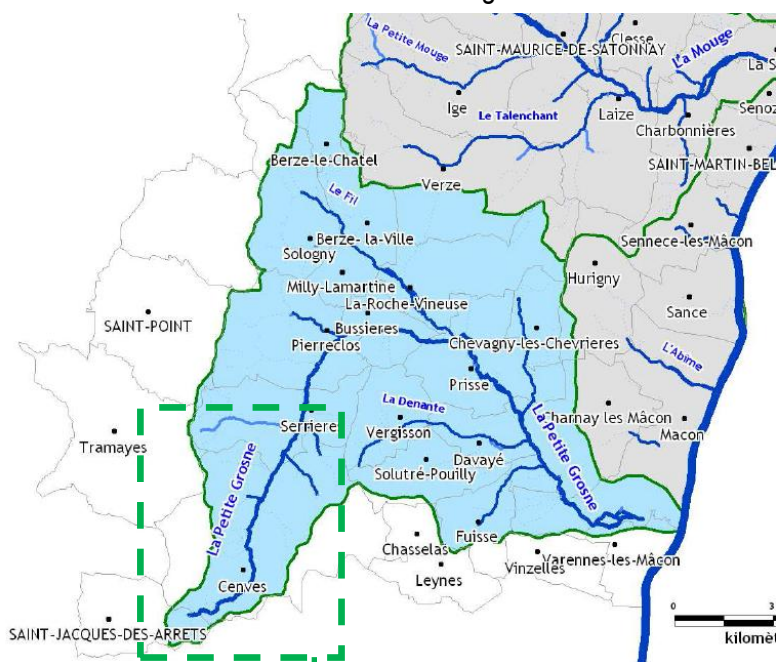 La Petite Mouge
Clesse
SAINT-MAURICE-DE-SATONNAY
La Mouge
La S
Ige
Le Talenchant
Laize
Senoz
Charbonnières
Berze-le-Chatel
SAINT-MARTIN-BEL
Verze
Le Fil
Berze- la-Ville
Sennece-les-Mâcon
Sologny
Hurigny
Milly-Lamartine
La-Roche-Vineuse
Sance
SAINT-POINT
Bussieres
Pierreclos
Chevagny-les-Chevrieres
L'Abîme
Prisse
La Denante
Serriere
Charnay les Mâcon
Tramayes
Vergisson
Macon
La Petite Grosne
Davayé
La Petite Grosne
Solutré-Pouilly
Fuisse
Chasselas
Varennes-les-Mâcon
Vinzelles
Leynes
Cenves
SAINT-JACQUES-DES-ARRETS
0 3
kilomèt